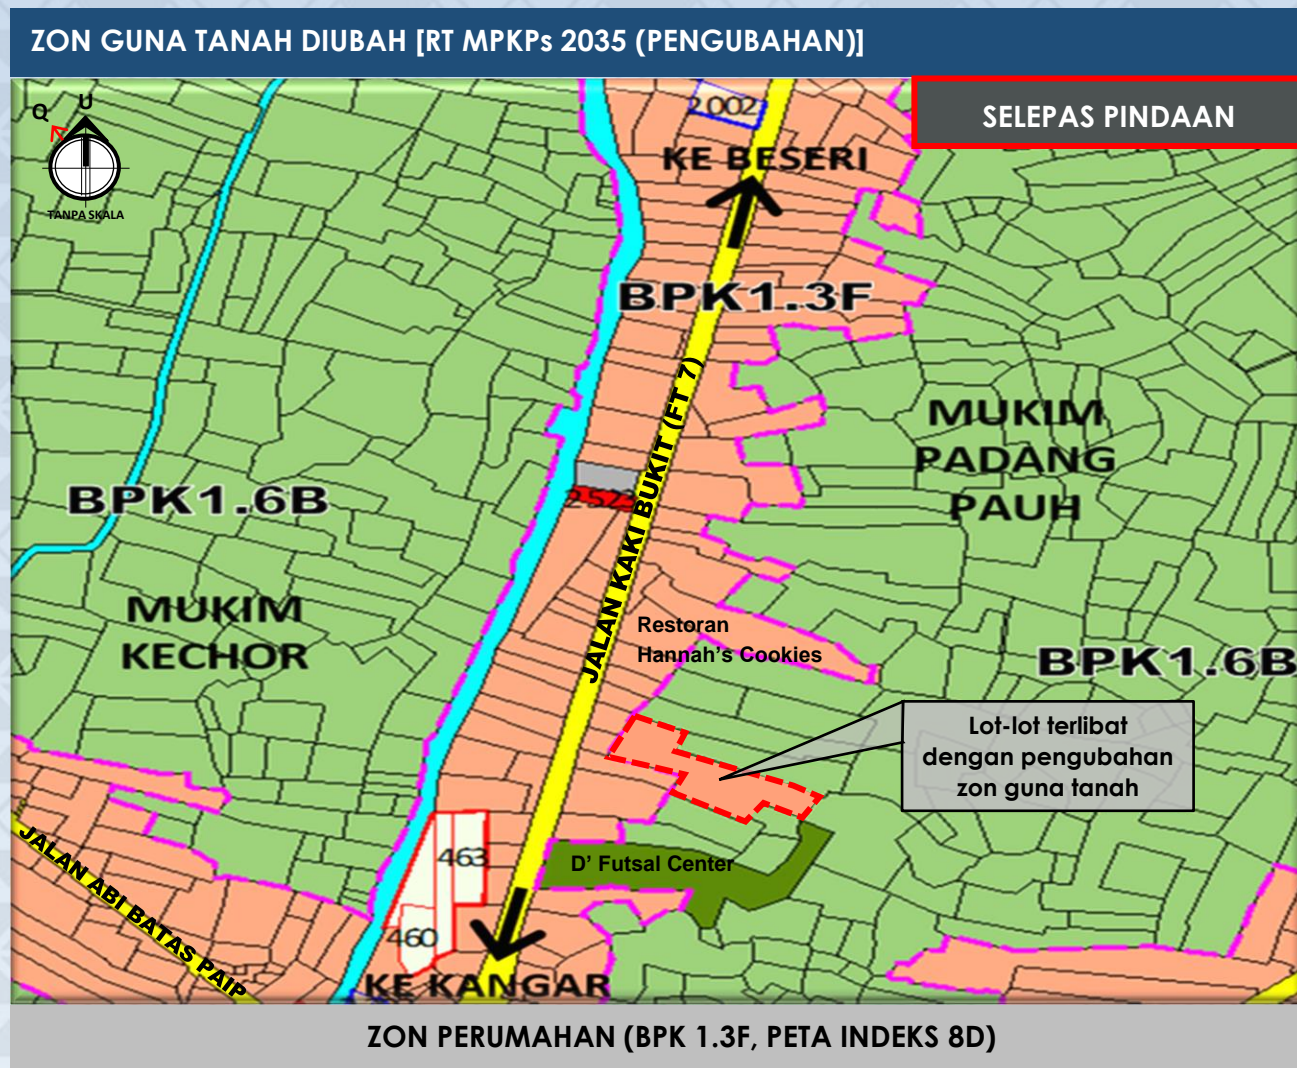 ZON GUNA TANAH DIUBAH [RT MPKPs 2035 (PENGUBAHAN)]
SELEPAS PINDAAN
Q
U
TANPA SKALA
2002
KE BESERI
BPK1.3F
JALAN KAKI BUKIT (FT 7)
MUKIM
PADANG
PAUH
BPK1.6B
2522
MUKIM
KECHOR
Restoran
Hannah's Cookies
BPK1.6B
Lot-lot terlibat
dengan pengubahan
zon guna tanah
JALAN ABI BATAS PAIP
463
D' Futsal Center
460
KE KANGAR
ZON PERUMAHAN (BPK 1.3F, PETA INDEKS 8D)